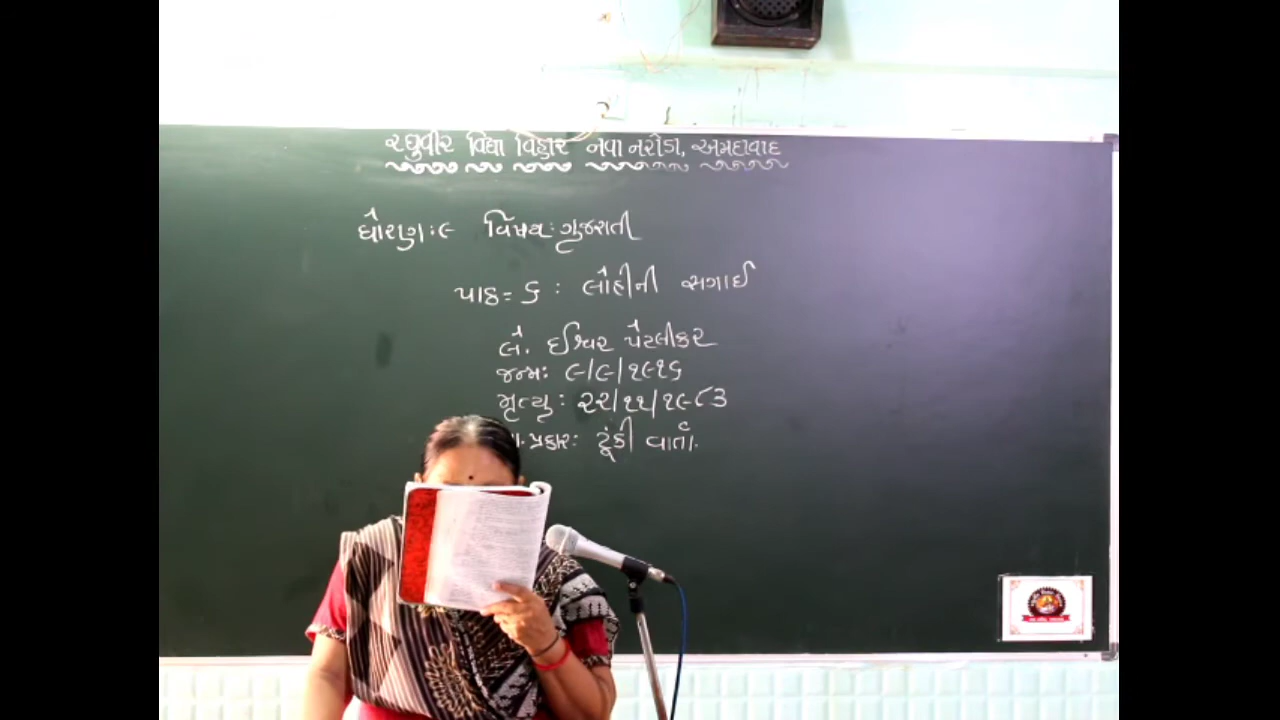 રઘુવીર વિદ્યા વિહાર નવા નરોડા, અમદાવાદ
ધોરણ: ૯ વિષય: ગુજરાતી
પાઠ = ૬ : લોહીની સગાઈ
લે. ઈશ્વર પેટલીકર
જન્મ: ૯/૯/૧૯૧૬
મૃત્યુ: ૨૨/૧૧/૧૯૮૩
પ્રકાર: ટૂંકી વાર્તા.